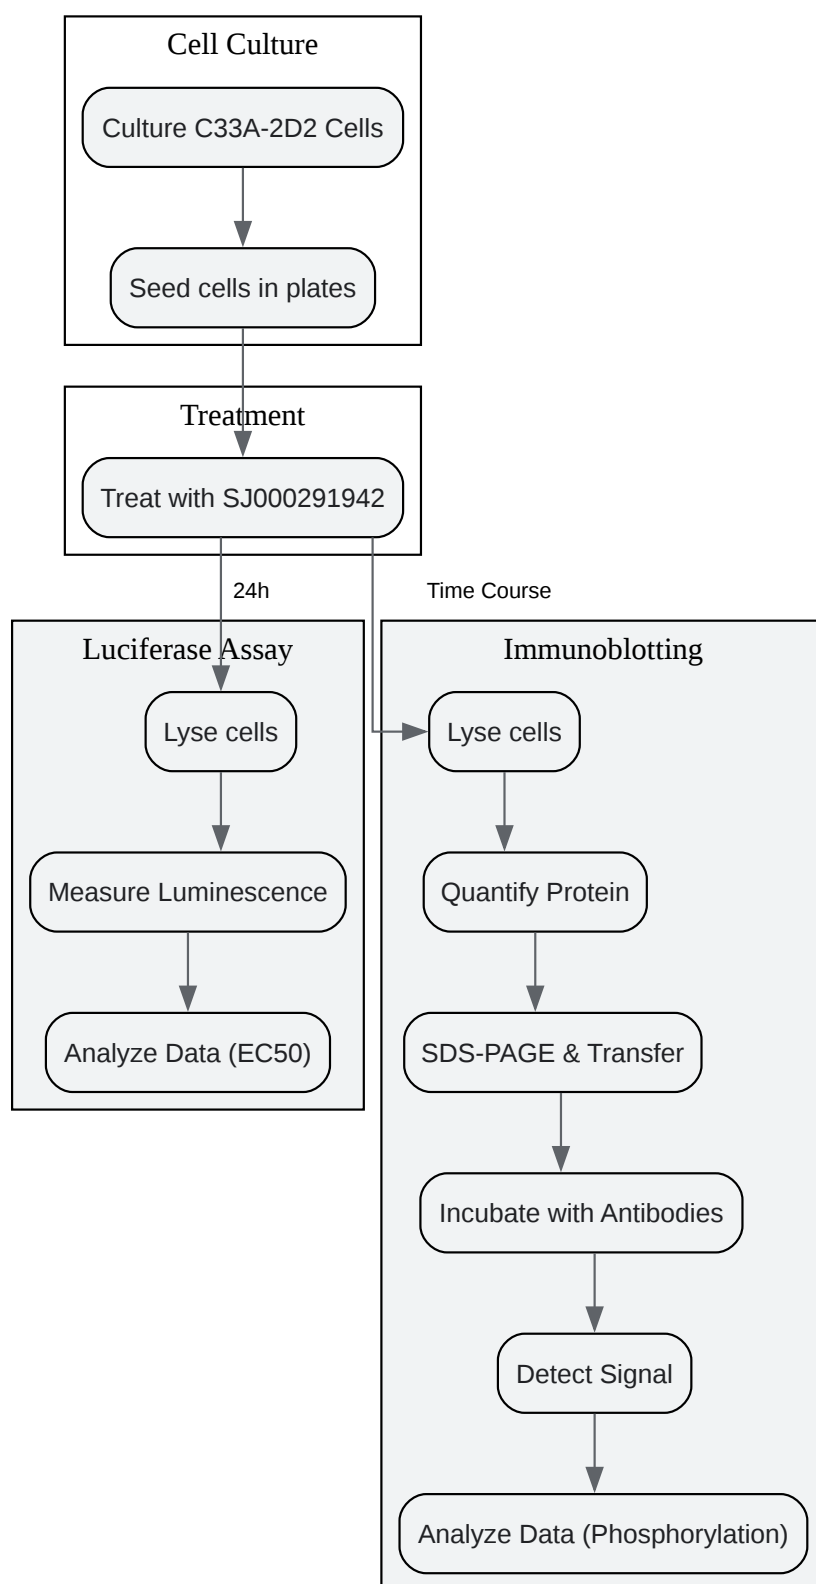 Cell Culture
Culture C33A-2D2 Cells
Seed cells in plates
Treatment
Treat with SJ000291942
24h
Time Course
Luciferase Assay
Lyse cells
Measure Luminescence
Analyze Data (EC50)
Immunoblotting
Lyse cells
Quantify Protein
SDS-PAGE & Transfer
Incubate with Antibodies
Detect Signal
Analyze Data (Phosphorylation)